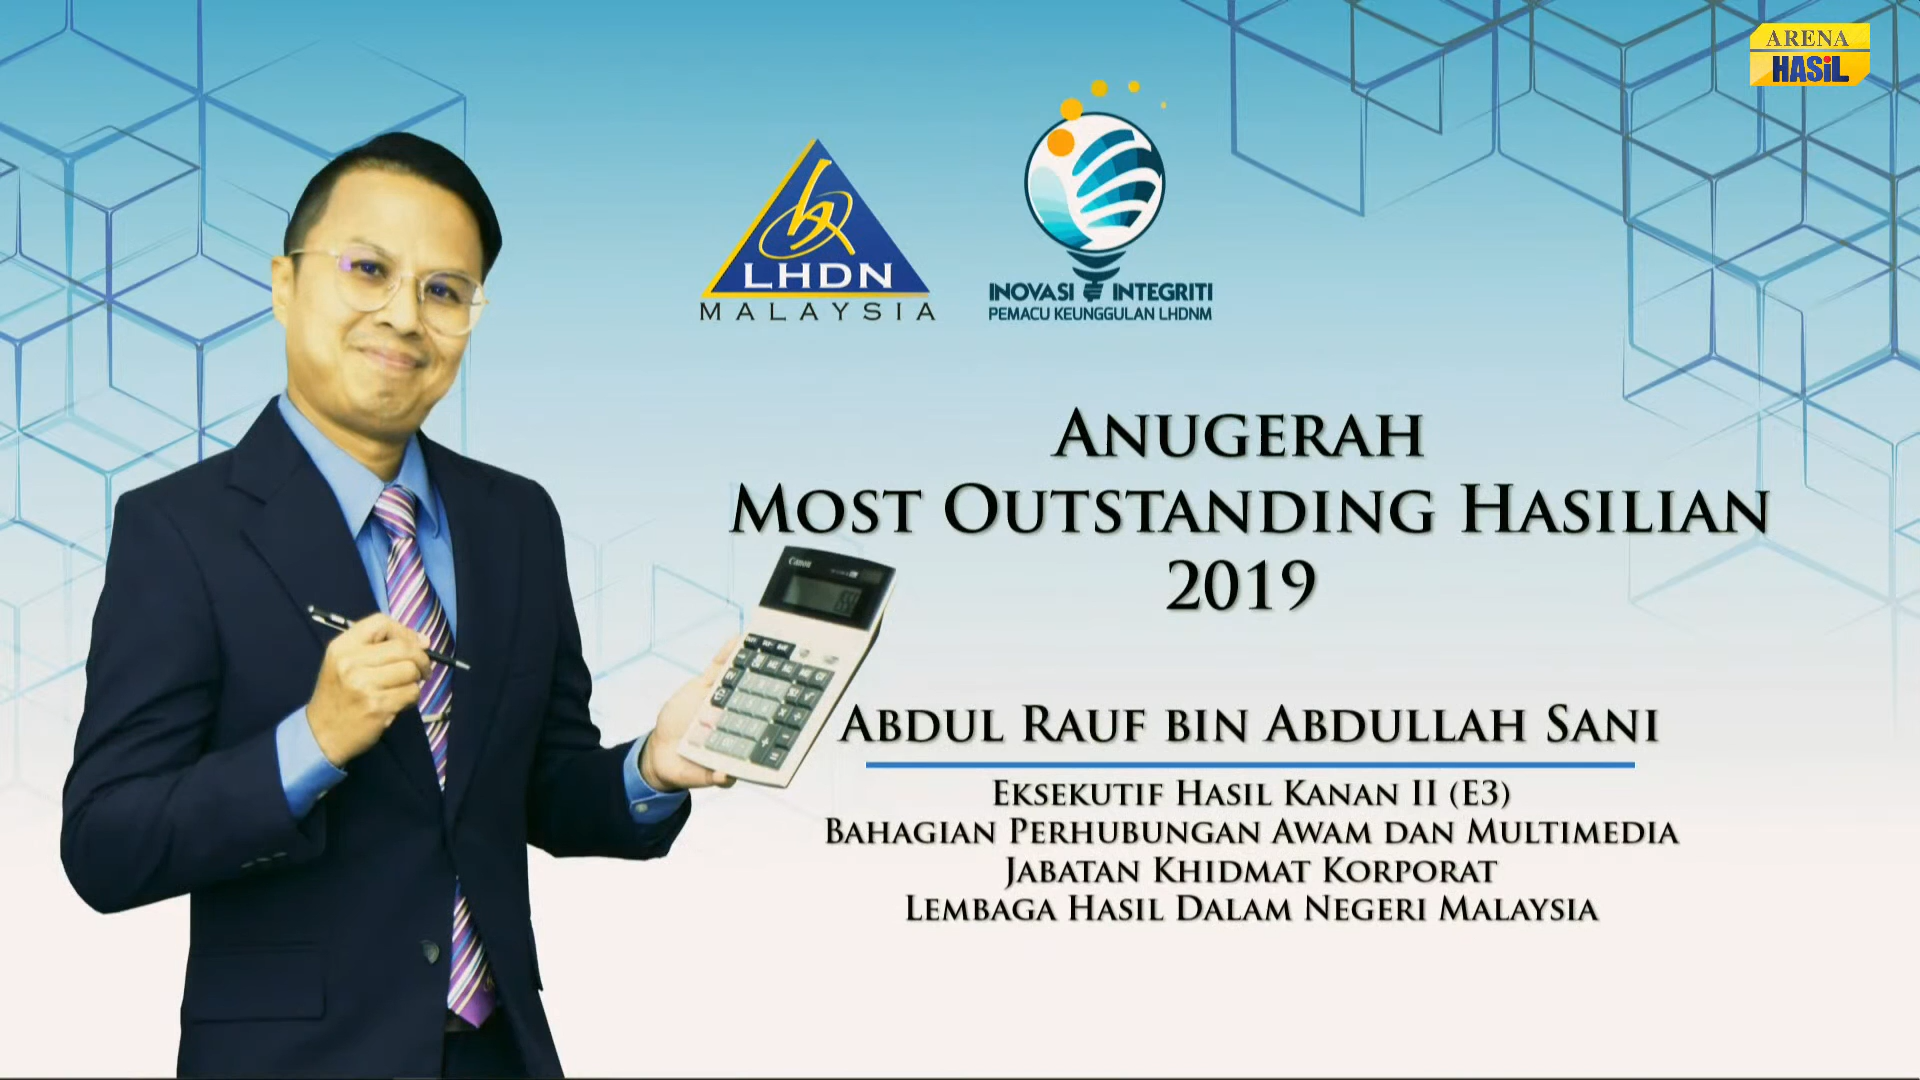 ARENA
HASiL
LHDN
MALAYSIA
INOVASI INTEGRITI
PEMACU KEUNGGULAN LHDNM
ANUGERAH
MOST OUTSTANDING HASILIAN
2019
Canon
ABDUL RAUF BIN ABDULLAH SANI
EKSEKUTIF HASIL KANAN II (E3)
BAHAGIAN PERHUBUNGAN AWAM DAN MULTIMEDIA
JABATAN KHIDMAT KORPORAT
LEMBAGA HASIL DALAM NEGERI MALAYSIA